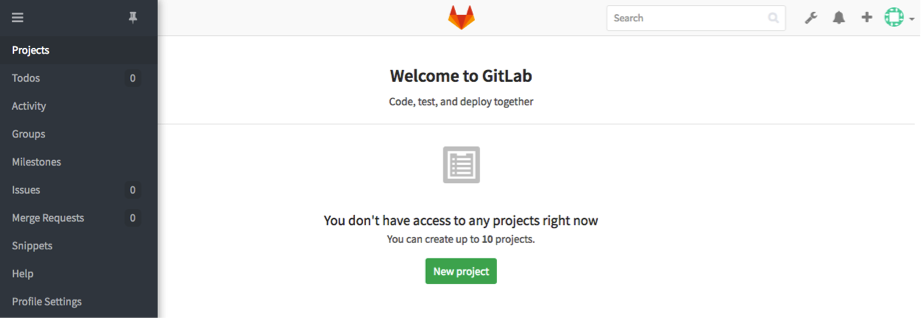 Search
Projects
Todos 0
Activity
Groups
Milestones
Issues 0
Merge Requests 0
Snippets
Help
Profile Settings
Welcome to GitLab
Code, test, and deploy together
You don't have access to any projects right now
You can create up to 10 projects.
New project